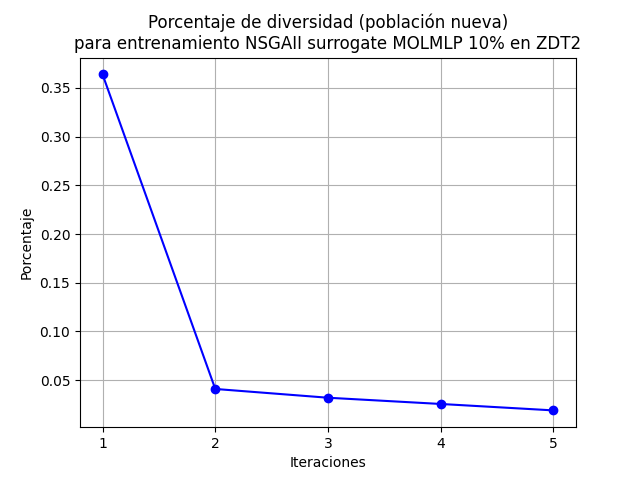 Porcentaje de diversidad (población nueva)
para entrenamiento NSGAII surrogate MOLMLP 10% en ZDT2
0.35
0.30
0.25
0.20
0.15
0.10
0.05
Porcentaje
1 2 3 4 5
Iteraciones